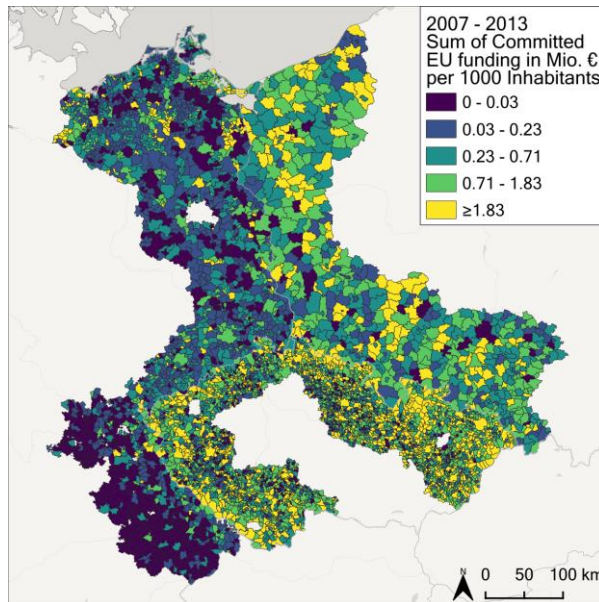 2007 - 2013
Sum of Committed
EU funding in Mio. €
per 1000 Inhabitants
0 - 0.03
0.03 - 0.23
0.23 - 0.71
0.71 - 1.83
≥1.83
N
0 50 100 km